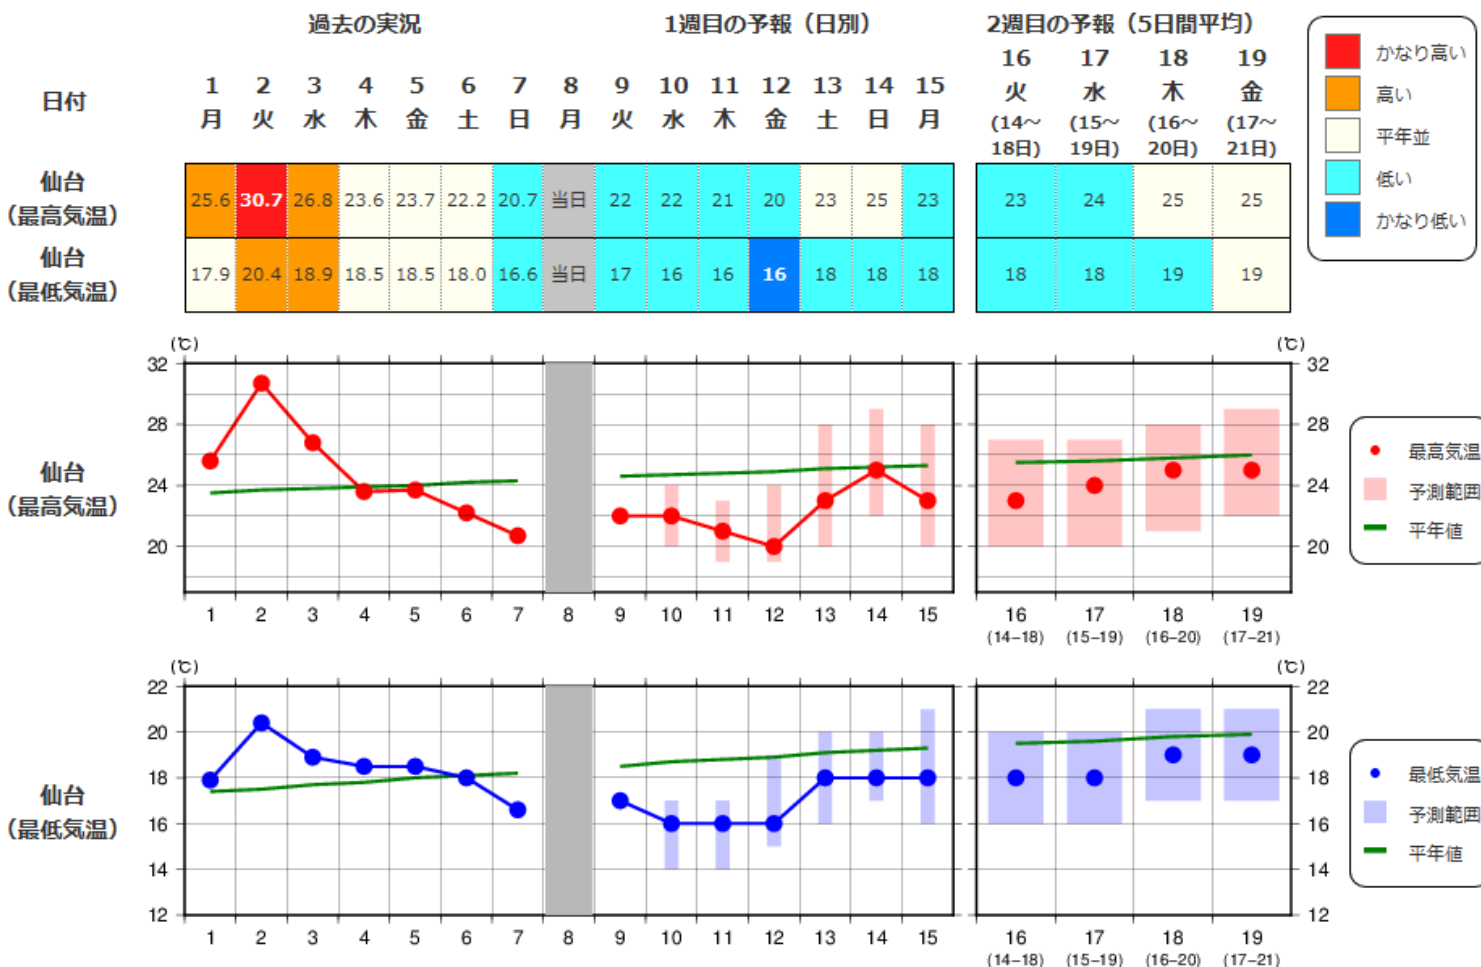 過去の実況 1週目の予報（日別） 2週目の予報（5日間平均）
日付 1 2 3 4 5 6 7 8 9 10 11 12 13 14 15 16 17 18 19
月 火 水 木 金 土 日 月 火 水 木 金 土 日 月 火 水 木 金
(14～ (15～ (16～ (17～
18日) 19日) 20日) 21日)
仙台
（最高気温）
25.6 30.7 26.8 23.6 23.7 22.2 20.7 当日 22 22 21 20 23 25 23 23 24 25 25
仙台
（最低気温）
17.9 20.4 18.9 18.5 18.5 18.0 16.6 当日 17 16 16 16 18 18 18 18 18 19 19
かなり高い
高い
平年並
低い
かなり低い
(℃) (℃)
32 32
28 28
24 24
20 20
仙台
（最高気温）
1 2 3 4 5 6 7 8 9 10 11 12 13 14 15 16 17 18 19
(14-18) (15-19) (16-20) (17-21)
最高気温
予測範囲
平年値
(℃) (℃)
22 22
20 20
18 18
16 16
14 14
12 12
仙台
（最低気温）
1 2 3 4 5 6 7 8 9 10 11 12 13 14 15 16 17 18 19
(14-18) (15-19) (16-20) (17-21)
最低気温
予測範囲
平年値